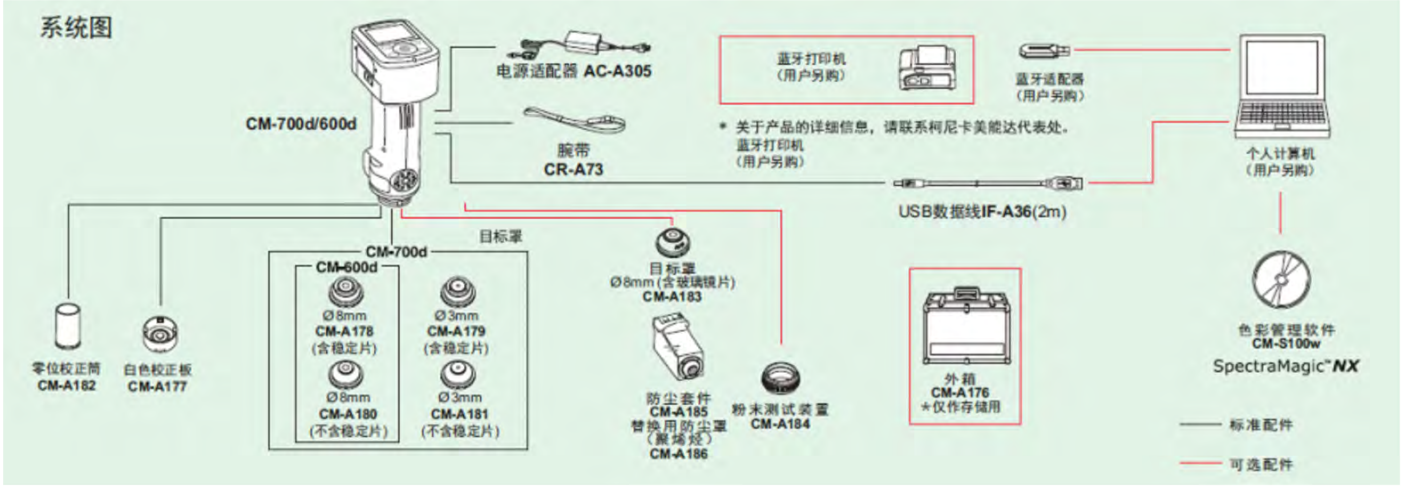 系统图
CM-700d/600d
电源适配器 AC-A305
腕带
CR-A73
蓝牙打印机
(用户另购)
* 关于产品的详细信息，请联系柯尼卡美能达代表处。
蓝牙打印机
(用户另购)
蓝牙适配器
(用户另购)
个人计算机
(用户另购)
USB数据线IF-A36(2m)
目标罩
CM-700d
CM-600d
Ø8mm
CM-A178
(含稳定片)
Ø3mm
CM-A179
(含稳定片)
Ø8mm
CM-A180
(不含稳定片)
Ø3mm
CM-A181
(不含稳定片)
零位校正筒
CM-A182
白色校正板
CM-A177
目标罩
Ø8mm(含玻璃镜片)
CM-A183
防尘套件
CM-A185
替换用防尘罩
(聚烯烃)
CM-A186
粉末测试装置
CM-A184
外箱
CM-A176
*仅作存储用
色彩管理软件
CM-S100w
SpectraMagic™NX
标准配件
可选配件